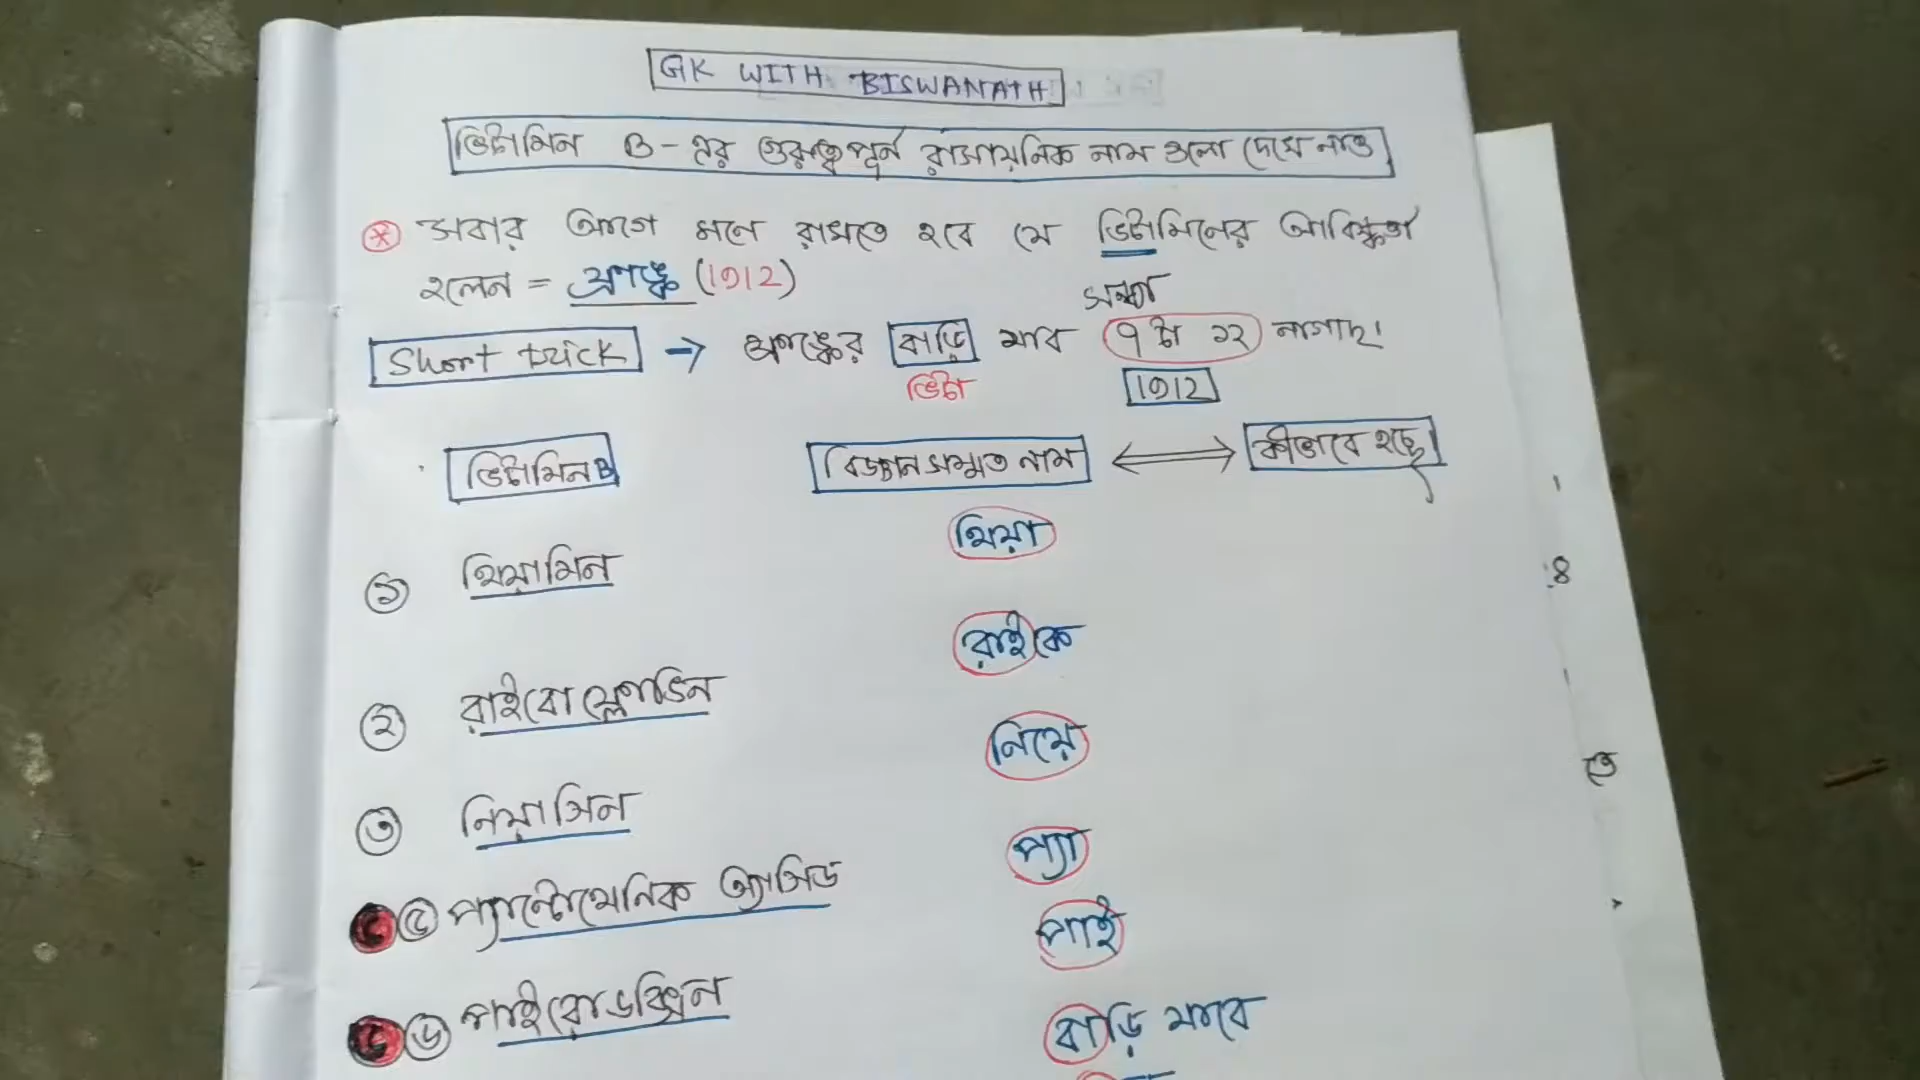 GK WITH BISWANATH
ভিটামিন B-এর গুরুত্বপূর্ন রাসায়নিক নাম গুলো দেখে নাও
* সবার আগে মনে রাখতে হবে যে ভিটামিনের আবিষ্কর্তা
হলেন = ফ্রাঙ্ক (1912)
সন্ধ্যা
Short trick → ফ্রাঙ্কের বাড়ি যাব ৭ টা ১২ নাগাদ।
ভিটা 1912
ভিটামিন B বিজ্ঞান সম্মত নাম ⟷ কীভাবে হচ্ছে
থিয়া
১ থিয়ামিন
রাইকে
২ রাইবোফ্লোভিন
নিয়ে
৩ নিয়াসিন
প্যা
৫ প্যান্টোথেনিক অ্যাসিড
পাই
৬ পাইরোডক্সিন
বাড়ি যাবে
:8
তে